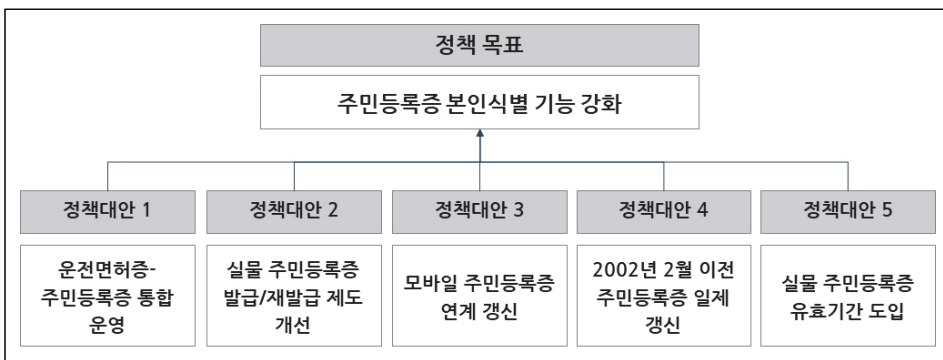 정책 목표
주민등록증 본인식별 기능 강화
정책대안 1
운전면허증-
주민등록증 통합
운영
정책대안 2
실물 주민등록증
발급/재발급 제도
개선
정책대안 3
모바일 주민등록증
연계 갱신
정책대안 4
2002년 2월 이전
주민등록증 일제
갱신
정책대안 5
실물 주민등록증
유효기간 도입